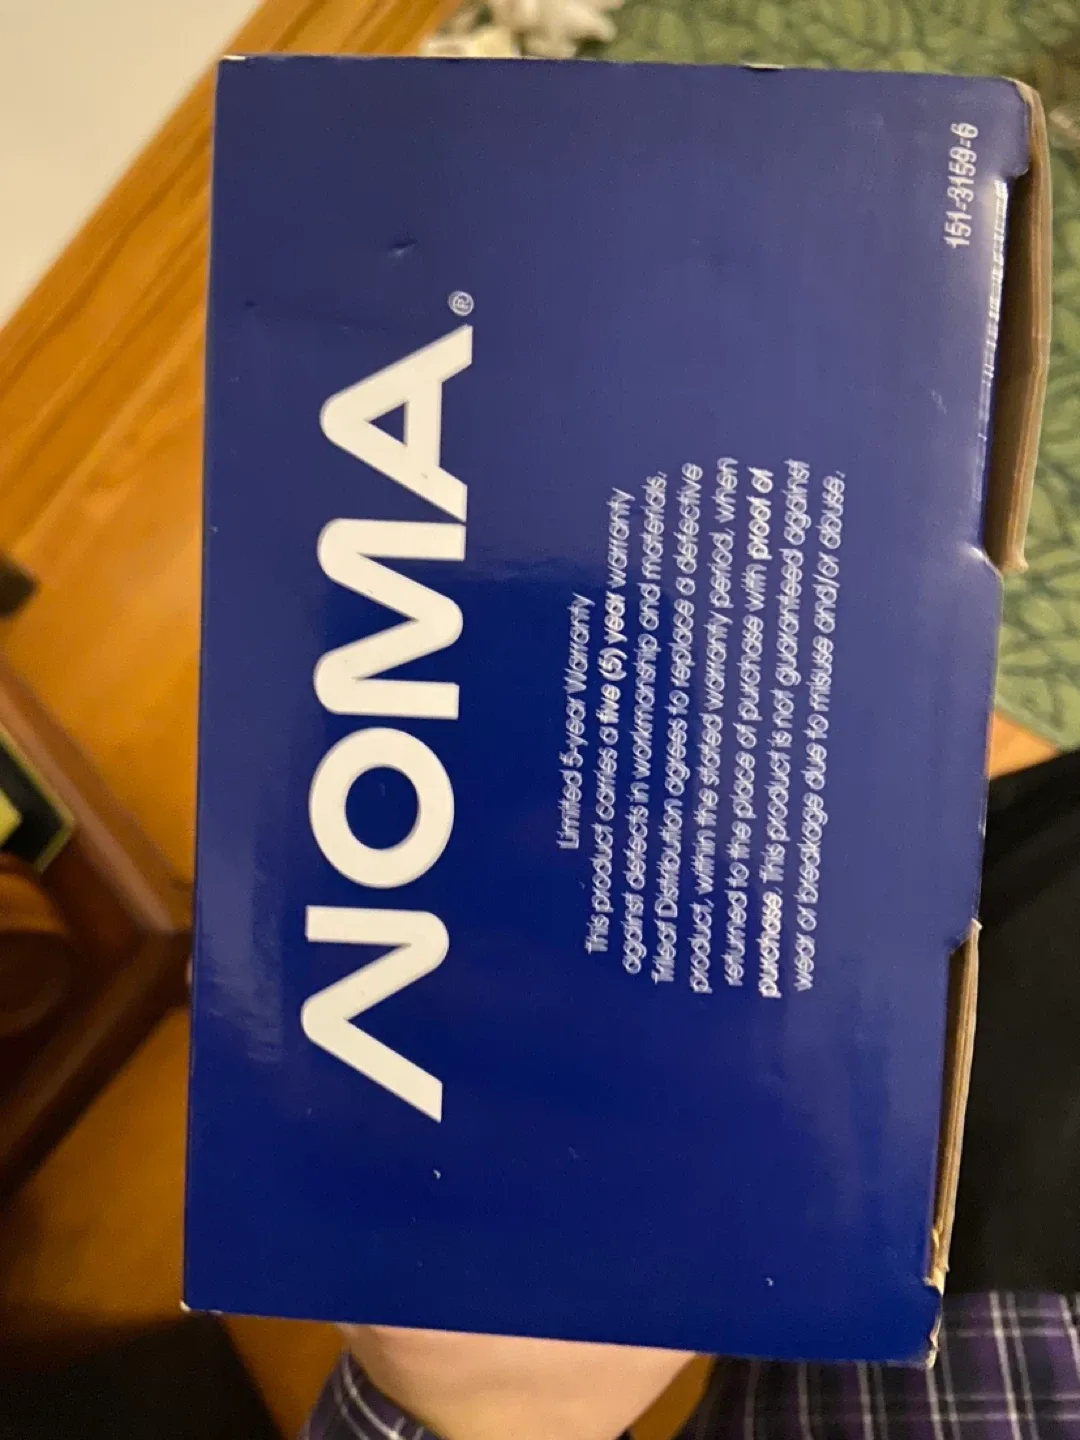 NOMA®
Limited 5-year Warranty
This product carries a five (5) year warranty
against defects in workmanship and materials.
Trileaf Distribution agrees to replace a defective
product, within the stated warranty period, when
returned to the place of purchase with proof of
purchase. This product is not guaranteed against
wear or breakage due to misuse and/or abuse.
151-3159-6